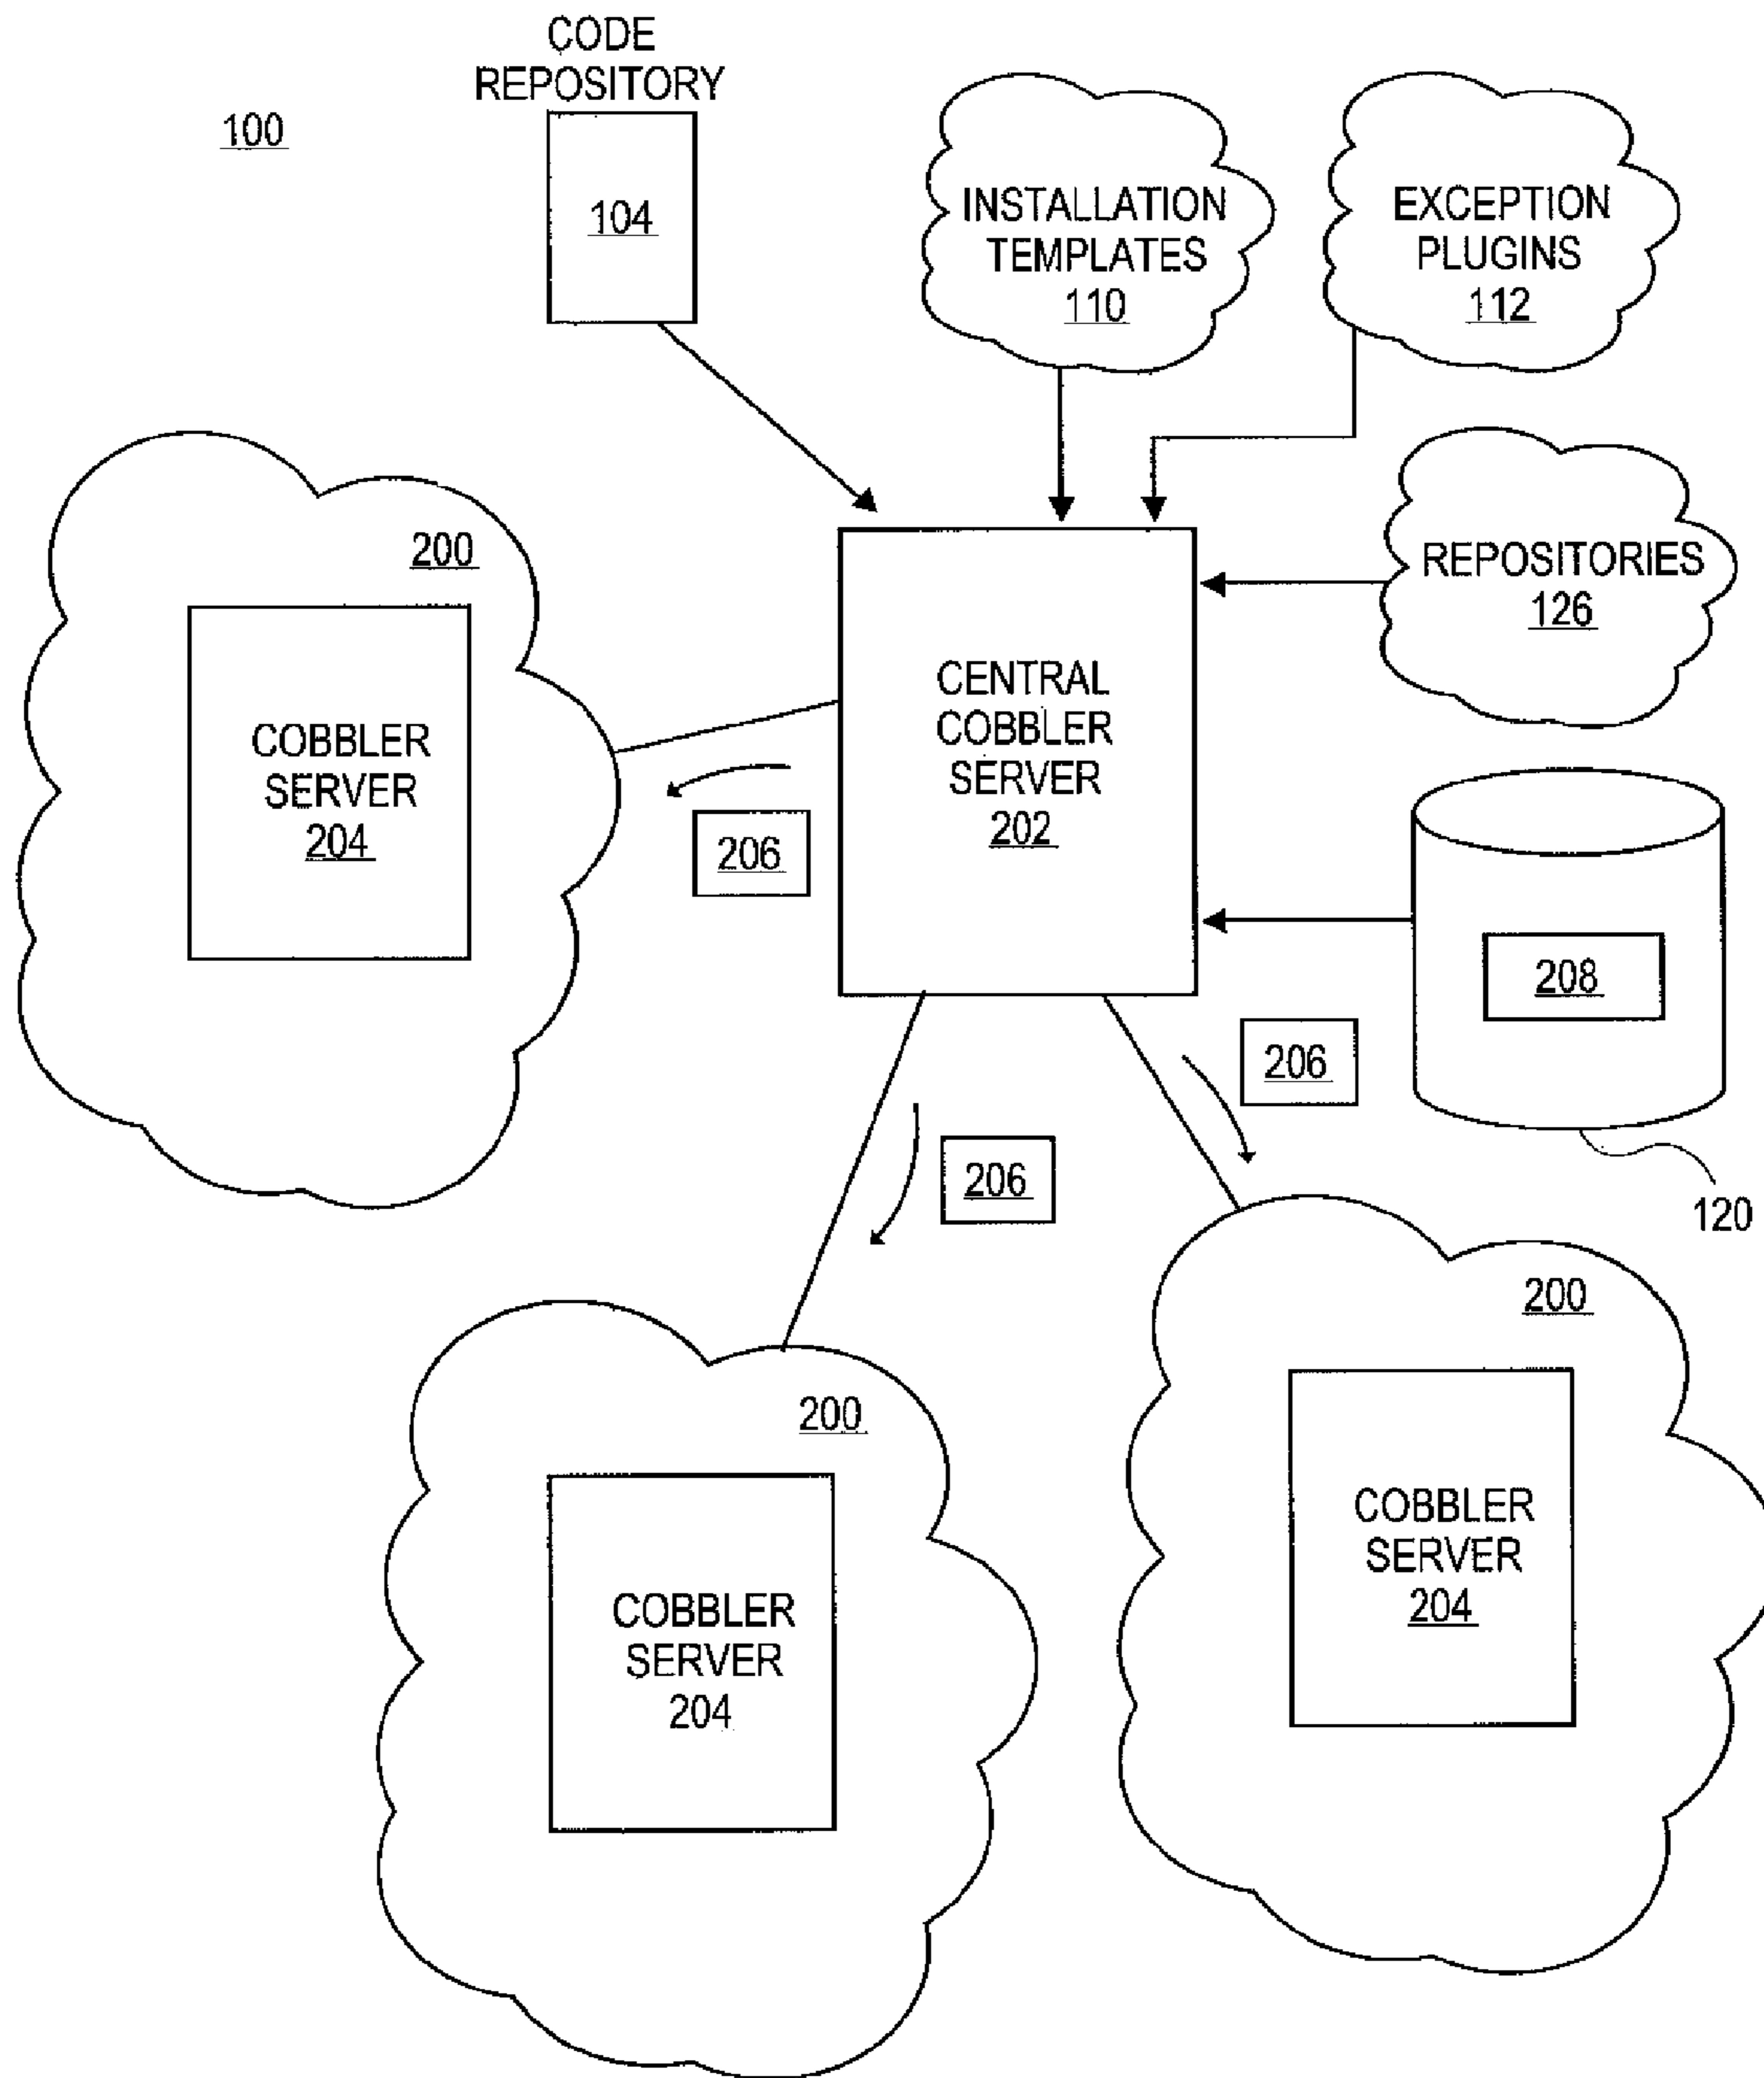 CODE
REPOSITORY
100
104
INSTALLATION
TEMPLATES
110
EXCEPTION
PLUGINS
112
200
REPOSITORIES
126
CENTRAL
COBBLER
SERVER
202
COBBLER
SERVER
204
206
208
206
206
120
200
200
COBBLER
SERVER
204
COBBLER
SERVER
204